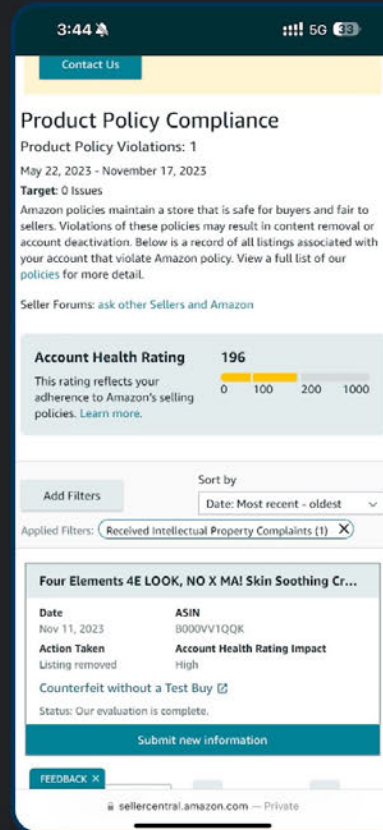 3:44
5G 33
Contact Us
Product Policy Compliance
Product Policy Violations: 1
May 22, 2023 - November 17, 2023
Target: 0 Issues
Amazon policies maintain a store that is safe for buyers and fair to
sellers. Violations of these policies may result in content removal or
account deactivation. Below is a record of all listings associated with
your account that violate Amazon policy. View a full list of our
policies for more detail.
Seller Forums: ask other Sellers and Amazon
Account Health Rating 196
This rating reflects your
adherence to Amazon's selling
policies. Learn more.
0 100 200 1000
Sort by
Add Filters
Date: Most recent - oldest
Applied Filters: Received Intellectual Property Complaints (1) X
Four Elements 4E LOOK, NO X MA! Skin Soothing Cr...
Date ASIN
Nov 11, 2023 B000VV1QQK
Action Taken Account Health Rating Impact
Listing removed High
Counterfeit without a Test Buy
Status: Our evaluation is complete.
Submit new information
FEEDBACK X
sellercentral.amazon.com — Private